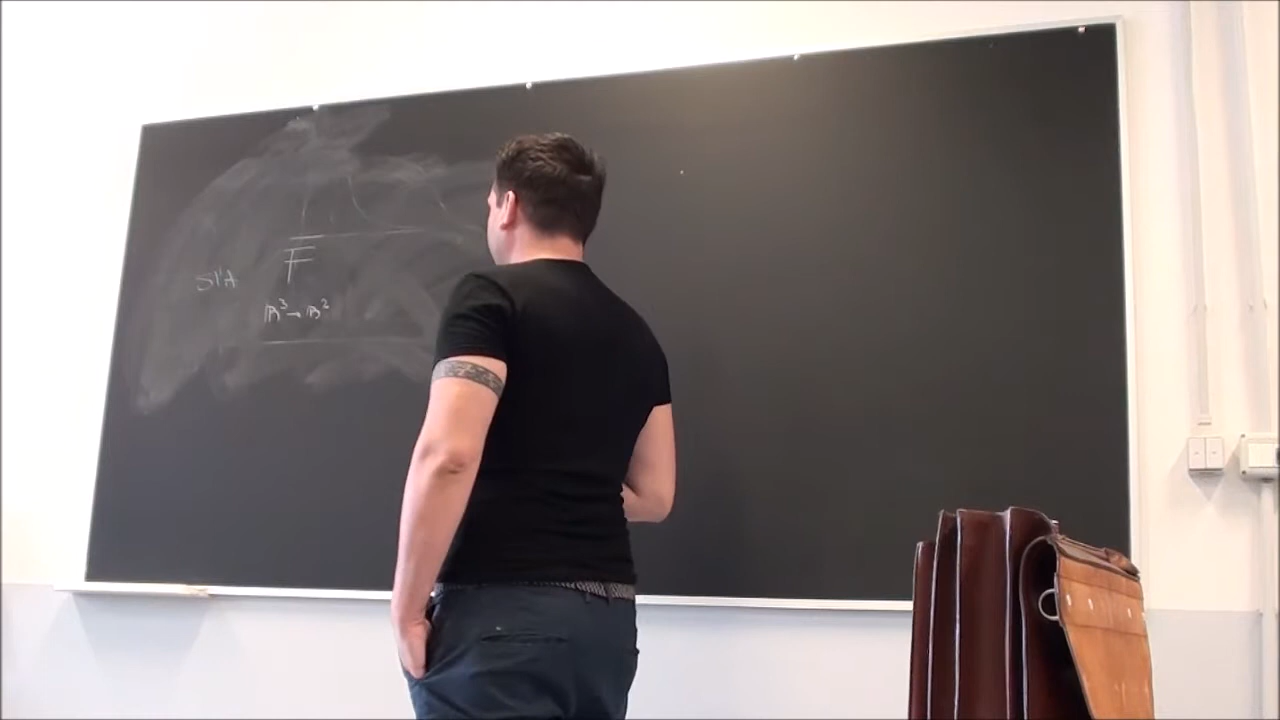 SIA F
ℝ³ → ℝ²